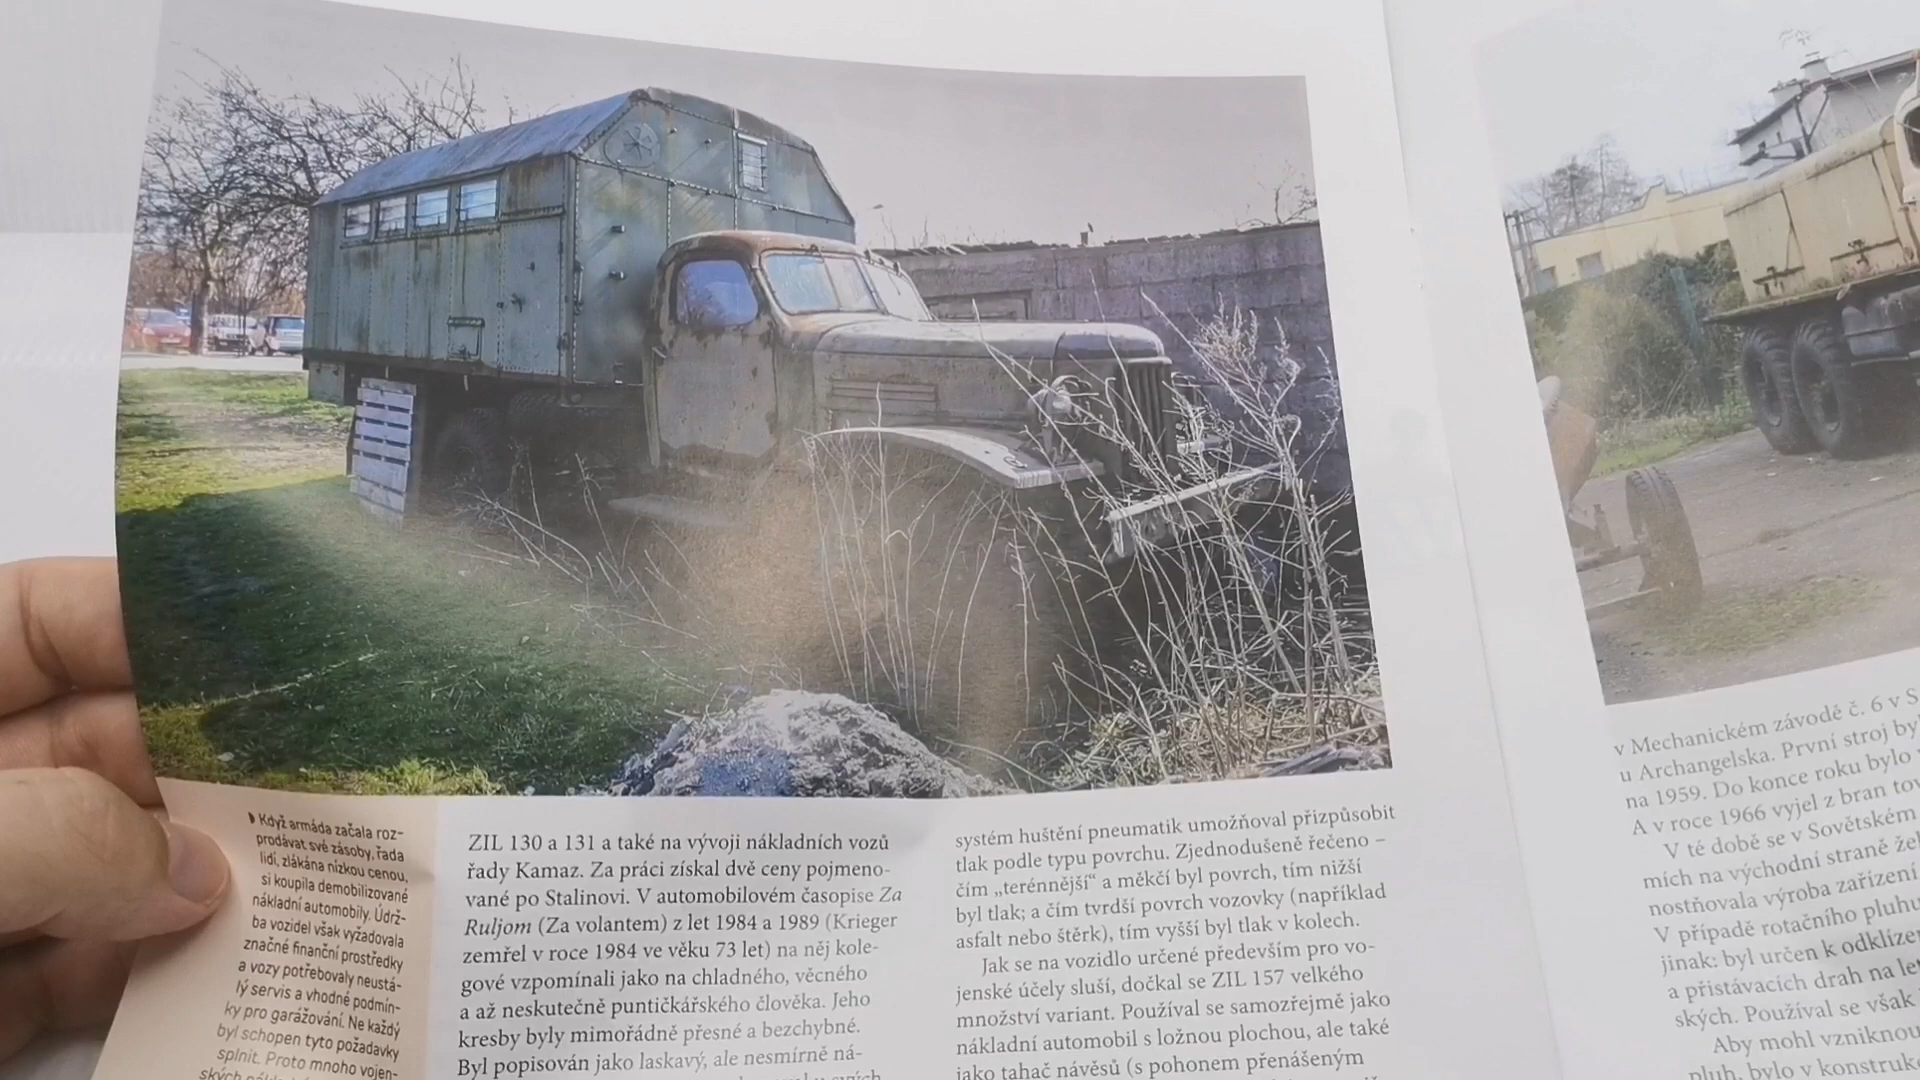 ◗ Když armáda začala roz-
prodávat své zásoby, řada
lidí, zlákána nízkou cenou,
si koupila demobilizované
nákladní automobily. Údrž-
ba vozidel však vyžadovala
značné finanční prostředky
a vozy potřebovaly neustá-
lý servis a vhodné podmín-
ky pro garážování. Ne každý
byl schopen tyto požadavky
splnit. Proto mnoho vojen-
ZIL 130 a 131 a také na vývoji nákladních vozů
řady Kamaz. Za práci získal dvě ceny pojmeno-
vané po Stalinovi. V automobilovém časopise Za
Ruljom (Za volantem) z let 1984 a 1989 (Krieger
zemřel v roce 1984 ve věku 73 let) na něj kole-
gové vzpomínali jako na chladného, věcného
a až neskutečně puntičkářského člověka. Jeho
kresby byly mimořádně přesné a bezchybné.
Byl popisován jako laskavý, ale nesmírně ná-
systém huštění pneumatik umožňoval přizpůsobit
tlak podle typu povrchu. Zjednodušeně řečeno –
čím „terénnější“ a měkčí byl povrch, tím nižší
byl tlak; a čím tvrdší povrch vozovky (například
asfalt nebo štěrk), tím vyšší byl tlak v kolech.
Jak se na vozidlo určené především pro vo-
jenské účely sluší, dočkal se ZIL 157 velkého
množství variant. Používal se samozřejmě jako
nákladní automobil s ložnou plochou, ale také
jako tahač návěsů (s pohonem přenášeným
v Mechanickém závodě č. 6 v S
u Archangelska. První stroj by
na 1959. Do konce roku bylo
A v roce 1966 vyjel z bran tov
V té době se v Sovětském
mích na východní straně žel
nostňovala výroba zařízení
V případě rotačního pluhu
jinak: byl určen k odklízen
a přistávacích drah na let
ských. Používal se však
Aby mohl vzniknou
pluh, bylo v konstruk